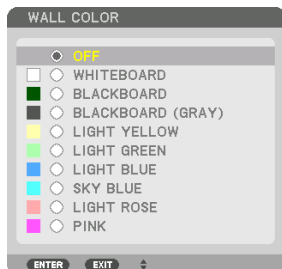 WALL COLOR
OFF
WHITEBOARD
BLACKBOARD
BLACKBOARD (GRAY)
LIGHT YELLOW
LIGHT GREEN
LIGHT BLUE
SKY BLUE
LIGHT ROSE
PINK
ENTER EXIT